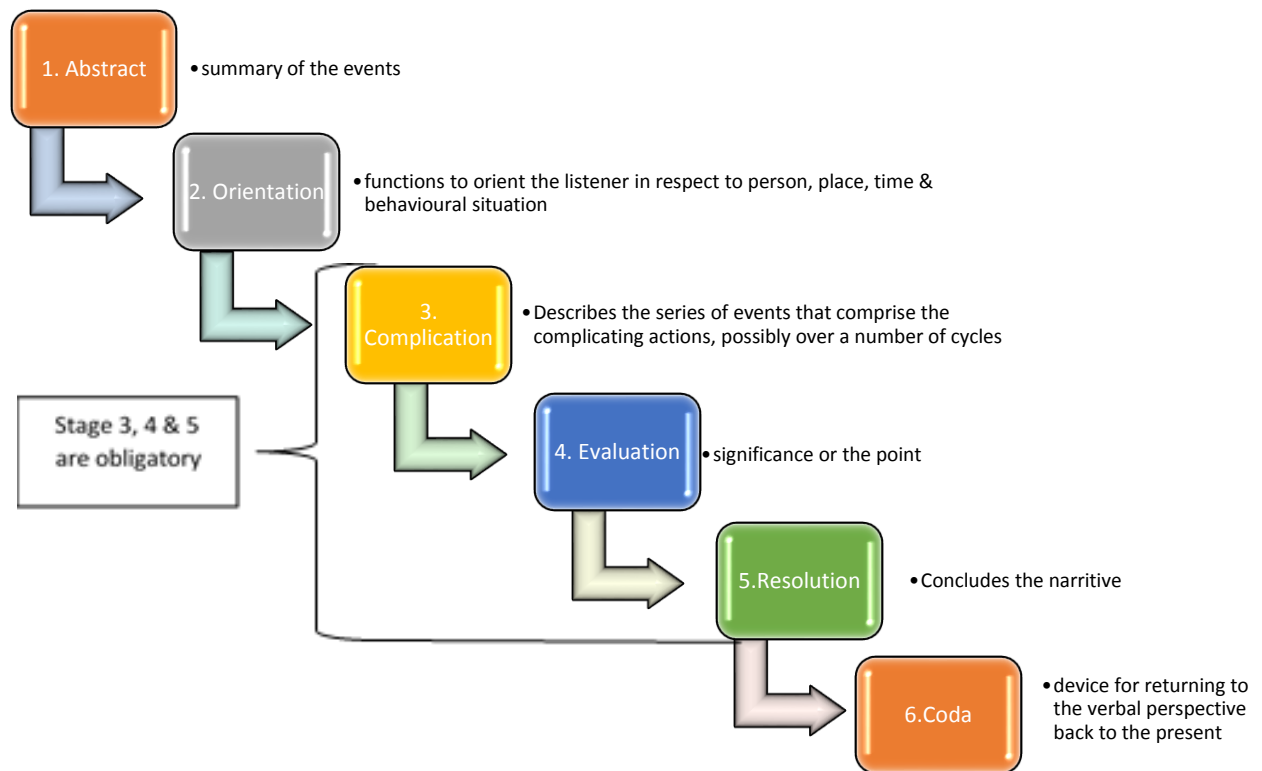 1. Abstract
•summary of the events
2. Orientation
•functions to orient the listener in respect to person, place, time &
behavioural situation
3.
Complication
•Describes the series of events that comprise the
complicating actions, possibly over a number of cycles
Stage 3, 4 & 5
are obligatory
4. Evaluation
•significance or the point
5.Resolution
•Concludes the narritive
6.Coda
•device for returning to
the verbal perspective
back to the present